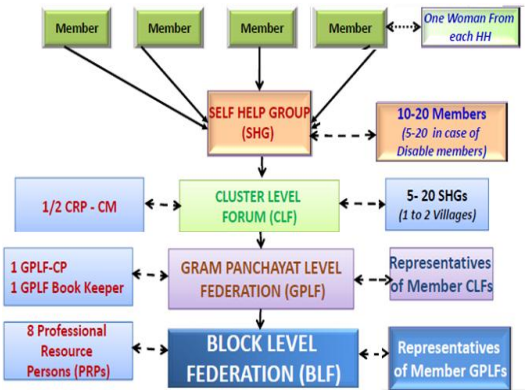 Member
Member
Member
Member
One Woman From
each HH
SELF HELP GROUP
(SHG)
10-20 Members
(5-20 in case of
Disable members)
1/2 CRP - CM
CLUSTER LEVEL
FORUM (CLF)
5- 20 SHGs
(1 to 2 Villages)
1 GPLF-CP
1 GPLF Book Keeper
GRAM PANCHAYAT LEVEL
FEDERATION (GPLF)
Representatives
of Member CLFs
8 Professional
Resource
Persons (PRPs)
BLOCK LEVEL
FEDERATION (BLF)
Representatives
of Member GPLFs